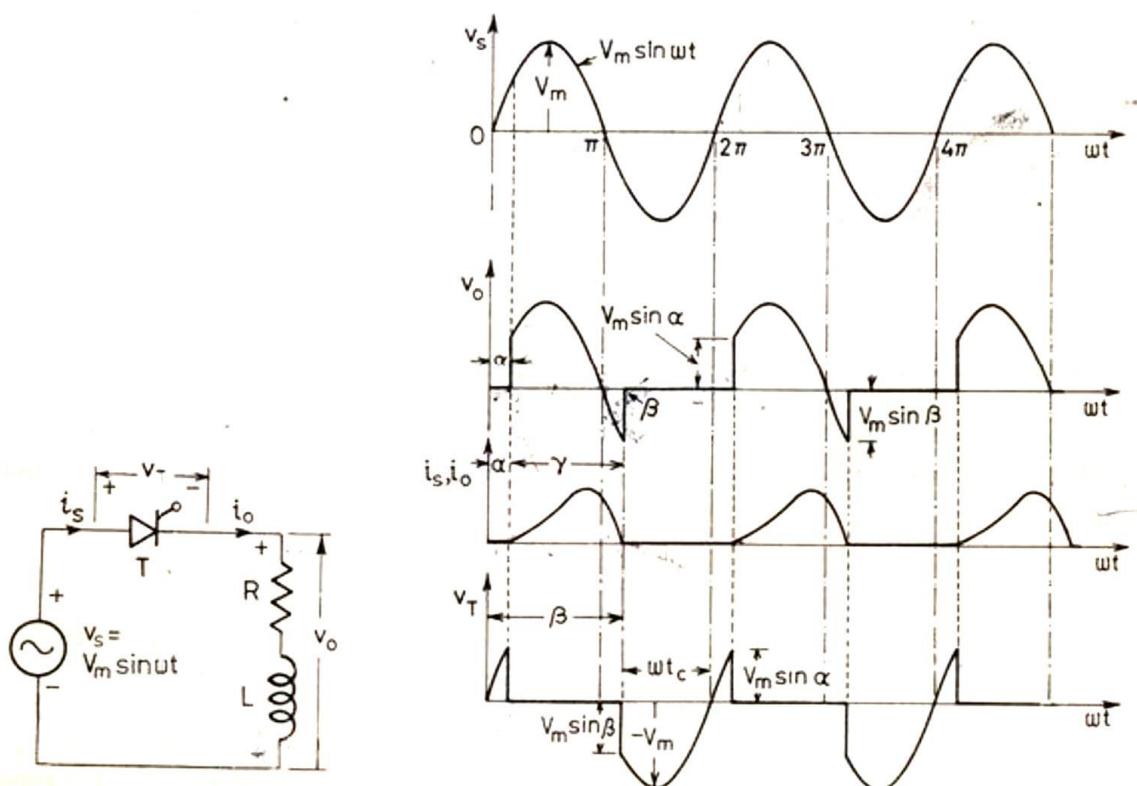 v_s
V_m sin ωt
V_m
0
π
2π
3π
4π
ωt
v_o
V_m sin α
α
β
V_m sin β
ωt
i_s, i_o
α
γ
ωt
v_T
β
ωt_c
V_m sin α
V_m sin β
-V_m
ωt
v_T
+ −
i_s
i_o
T
+
+
R
v_s =
V_m sin ωt
v_o
L
−
−